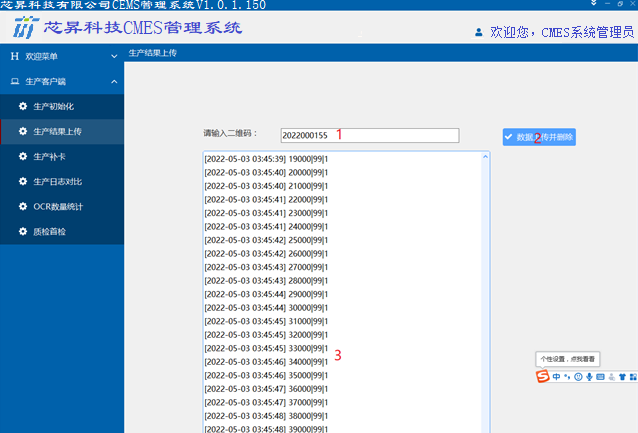 芯昇科技有限公司CEMS管理系统V1.0.1.150
芯昇科技CMES管理系统
欢迎您，CMES系统管理员
H 欢迎菜单
生产客户端
生产初始化
生产结果上传
生产补卡
生产日志对比
OCR数量统计
质检首检
生产结果上传
请输入二维码：
2022000155
1
数据上传并删除
2
[2022-05-03 03:45:39] 19000|99|1
[2022-05-03 03:45:40] 20000|99|1
[2022-05-03 03:45:40] 21000|99|1
[2022-05-03 03:45:41] 22000|99|1
[2022-05-03 03:45:41] 23000|99|1
[2022-05-03 03:45:41] 24000|99|1
[2022-05-03 03:45:42] 25000|99|1
[2022-05-03 03:45:42] 26000|99|1
[2022-05-03 03:45:43] 27000|99|1
[2022-05-03 03:45:43] 28000|99|1
[2022-05-03 03:45:44] 29000|99|1
[2022-05-03 03:45:44] 30000|99|1
[2022-05-03 03:45:45] 31000|99|1
[2022-05-03 03:45:45] 32000|99|1
[2022-05-03 03:45:45] 33000|99|1
[2022-05-03 03:45:46] 34000|99|1
3
[2022-05-03 03:45:46] 35000|99|1
[2022-05-03 03:45:47] 36000|99|1
[2022-05-03 03:45:47] 37000|99|1
[2022-05-03 03:45:48] 38000|99|1
[2022-05-03 03:45:48] 39000|99|1
个性设置，点我看看
S 中